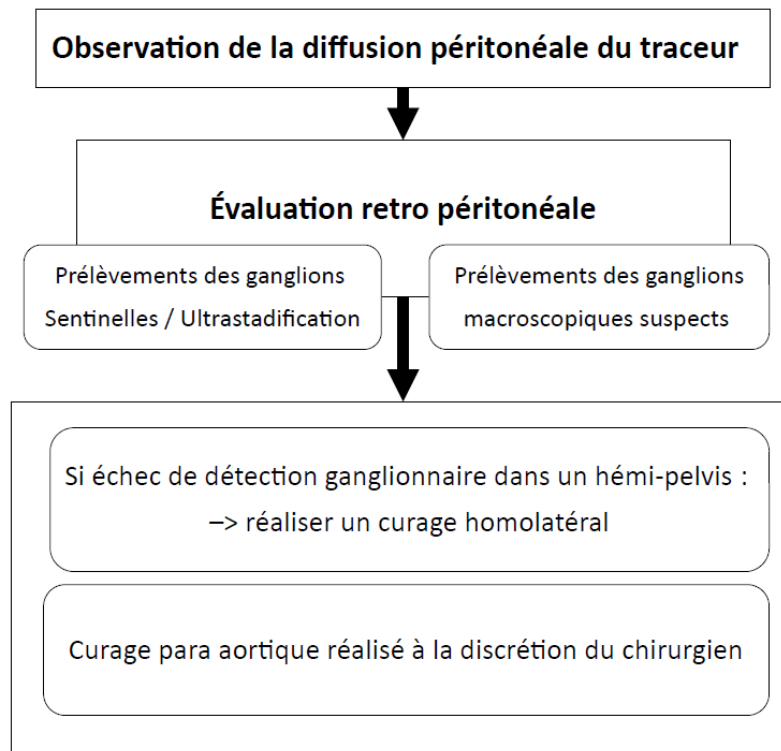 Observation de la diffusion péritonéale du traceur
Évaluation retro péritonéale
Prélèvements des ganglions
Sentinelles / Ultrastadification
Prélèvements des ganglions
macroscopiques suspects
Si échec de détection ganglionnaire dans un hémi-pelvis :
–> réaliser un curage homolatéral
Curage para aortique réalisé à la discrétion du chirurgien